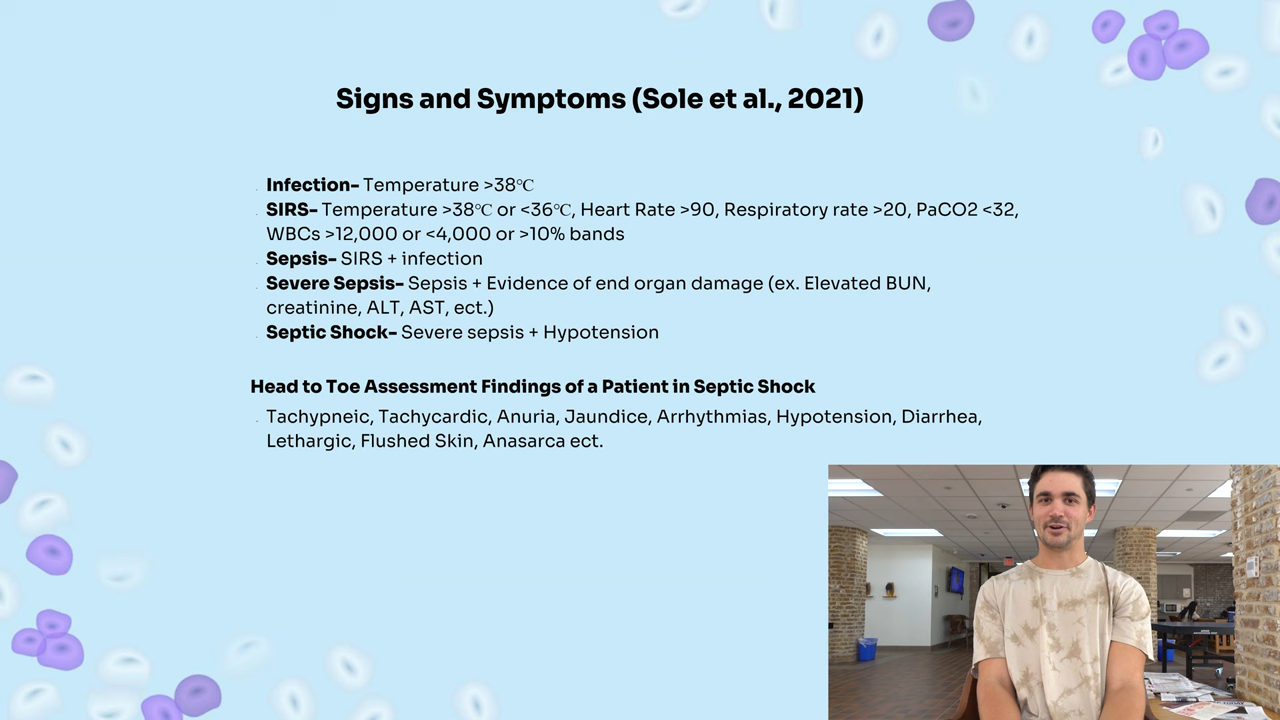 Signs and Symptoms (Sole et al., 2021)
Infection- Temperature >38℃
SIRS- Temperature >38℃ or <36℃, Heart Rate >90, Respiratory rate >20, PaCO2 <32,
WBCs >12,000 or <4,000 or >10% bands
Sepsis- SIRS + infection
Severe Sepsis- Sepsis + Evidence of end organ damage (ex. Elevated BUN,
creatinine, ALT, AST, ect.)
Septic Shock- Severe sepsis + Hypotension
Head to Toe Assessment Findings of a Patient in Septic Shock
Tachypneic, Tachycardic, Anuria, Jaundice, Arrhythmias, Hypotension, Diarrhea,
Lethargic, Flushed Skin, Anasarca ect.